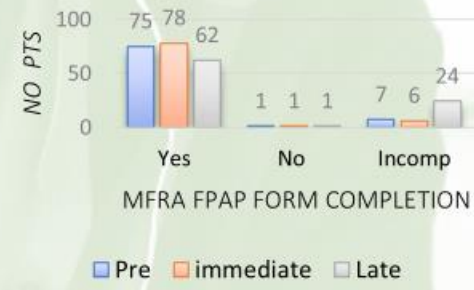 NO PTS
100
50
0
75 78 62
1 1 1
7 6 24
Yes No Incomp
MFRA FPAP FORM COMPLETION
Pre immediate Late